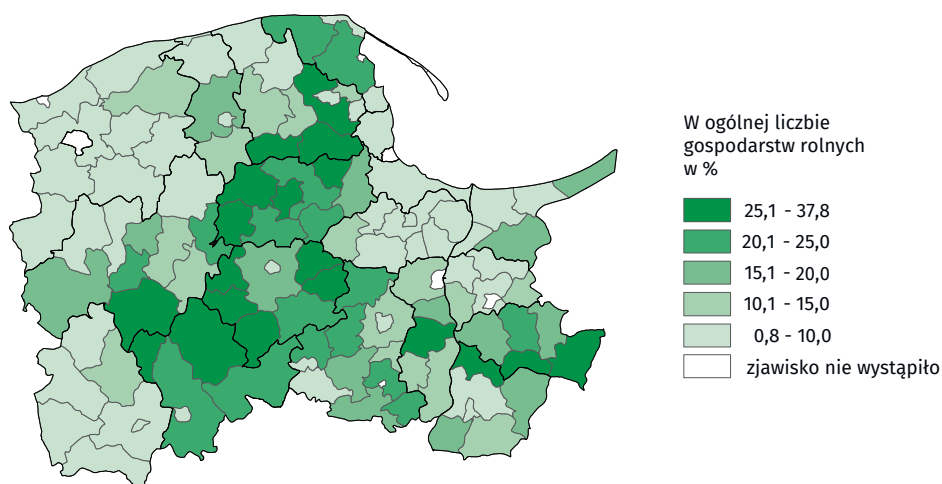 W ogólnej liczbie
gospodarstw rolnych
w %
25,1 - 37,8
20,1 - 25,0
15,1 - 20,0
10,1 - 15,0
0,8 - 10,0
zjawisko nie wystąpiło